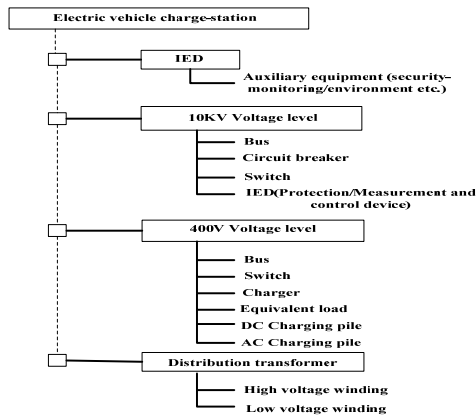 Electric vehicle charge-station
IED
Auxiliary equipment (security-
monitoring/environment etc.)
10KV Voltage level
Bus
Circuit breaker
Switch
IED(Protection/Measurement and
control device)
400V Voltage level
Bus
Switch
Charger
Equivalent load
DC Charging pile
AC Charging pile
Distribution transformer
High voltage winding
Low voltage winding